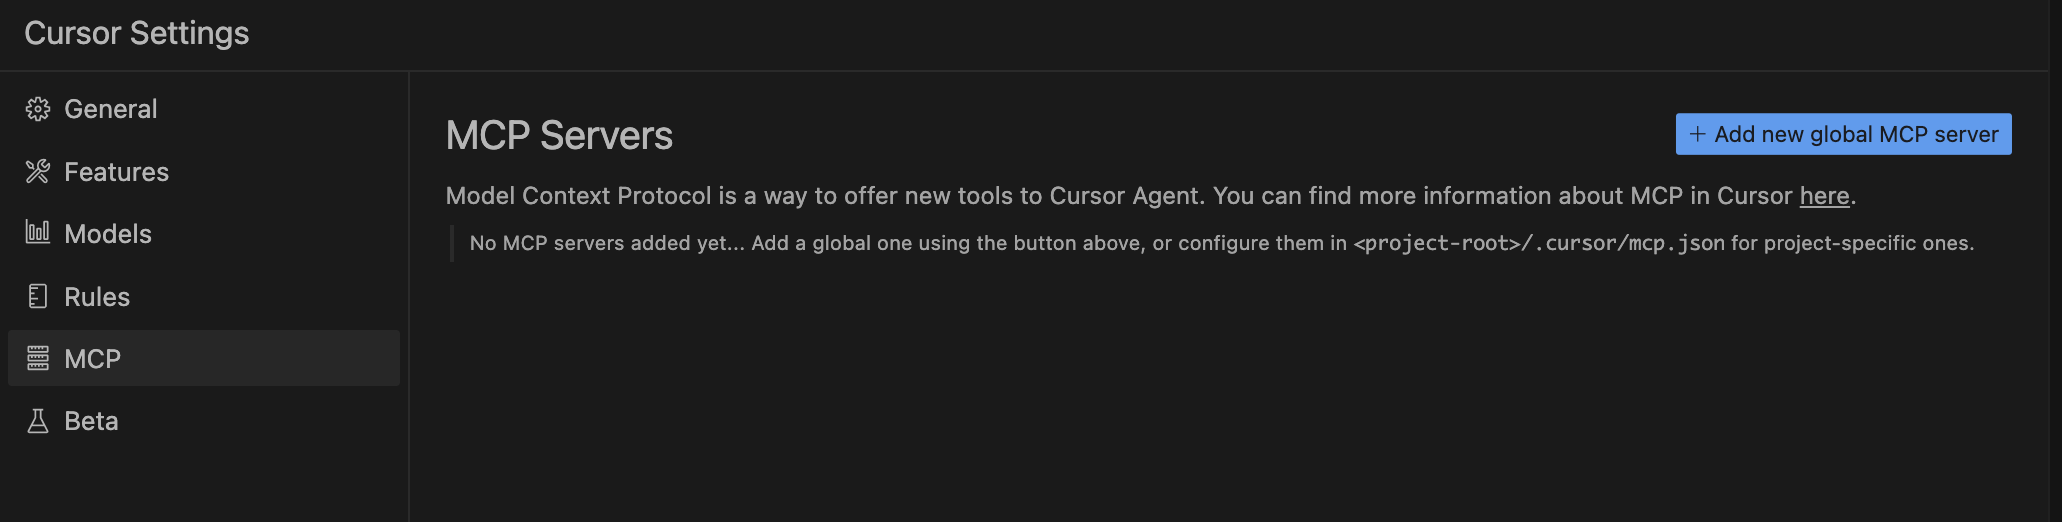 Cursor Settings
General
Features
Models
Rules
MCP
Beta
MCP Servers
+ Add new global MCP server
Model Context Protocol is a way to offer new tools to Cursor Agent. You can find more information about MCP in Cursor here.
No MCP servers added yet... Add a global one using the button above, or configure them in <project-root>/.cursor/mcp.json for project-specific ones.